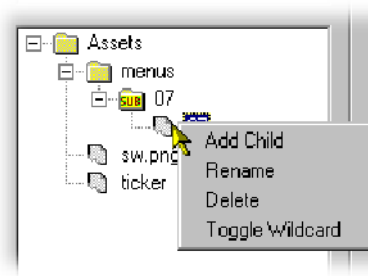 Assets
menus
SUB 07
sw.png
ticker
Add Child
Rename
Delete
Toggle Wildcard